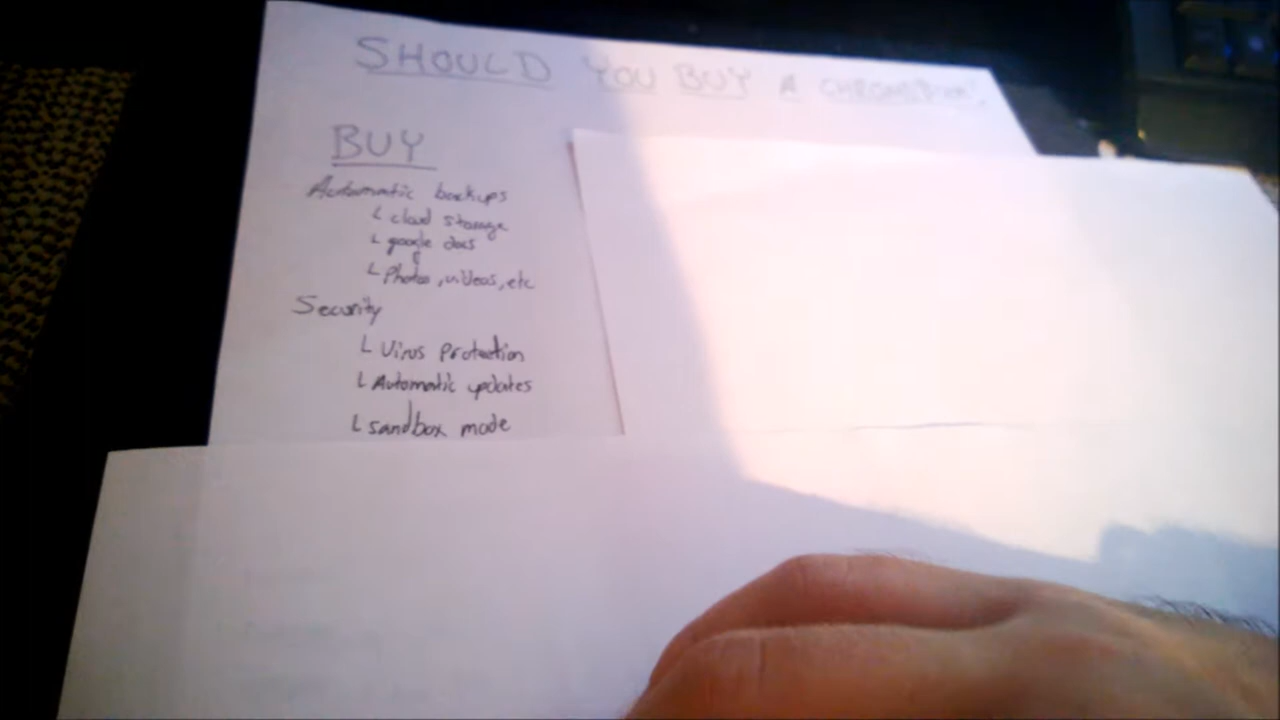 SHOULD YOU BUY A
BUY
Automatic backups
└ cloud storage
└ google docs
└ Photos, videos, etc
Security
└ Virus Protection
└ Automatic updates
└ sandbox mode